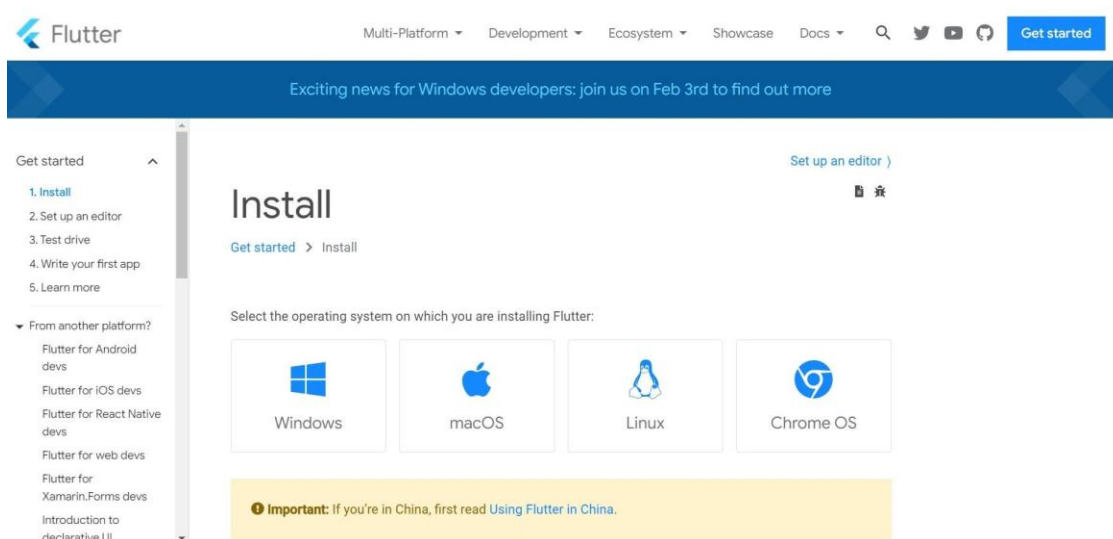 Flutter
Multi-Platform
Development
Ecosystem
Showcase
Docs
Get started
Exciting news for Windows developers: join us on Feb 3rd to find out more
Get started
1. Install
2. Set up an editor
3. Test drive
4. Write your first app
5. Learn more
From another platform?
Flutter for Android
devs
Flutter for iOS devs
Flutter for React Native
devs
Flutter for web devs
Flutter for
Xamarin.Forms devs
Introduction to
declarative UI
Set up an editor
Install
Get started > Install
Select the operating system on which you are installing Flutter:
Windows
macOS
Linux
Chrome OS
Important: If you're in China, first read Using Flutter in China.